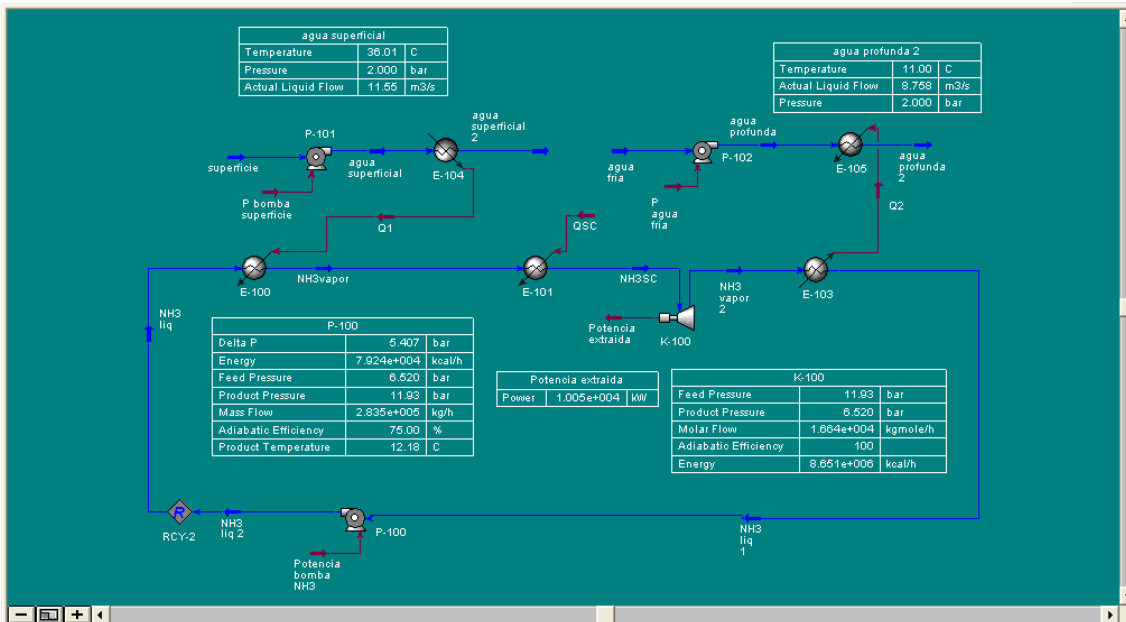 agua superficial
Temperature 36.01 C
Pressure 2.000 bar
Actual Liquid Flow 11.55 m3/s
agua profunda 2
Temperature 11.00 C
Actual Liquid Flow 8.758 m3/s
Pressure 2.000 bar
P-101
agua
superficial
2
superficie
agua
superficial
E-104
P bomba
superficie
Q1
agua
profunda
P-102
agua
fria
P
agua
fria
E-105
agua
profunda
2
Q2
QSC
E-100
NH3vapor
E-101
NH3SC
NH3
vapor
2
E-103
NH3
liq
Potencia
extraida
K-100
P-100
Delta P 5.407 bar
Energy 7.924e+004 kcal/h
Feed Pressure 6.520 bar
Product Pressure 11.93 bar
Mass Flow 2.835e+005 kg/h
Adiabatic Efficiency 75.00 %
Product Temperature 12.18 C
Potencia extraida
Power 1.005e+004 kW
K-100
Feed Pressure 11.93 bar
Product Pressure 6.520 bar
Molar Flow 1.664e+004 kgmole/h
Adiabatic Efficiency 100
Energy 8.651e+006 kcal/h
R
RCY-2
NH3
liq 2
P-100
NH3
liq
1
Potencia
bomba
NH3